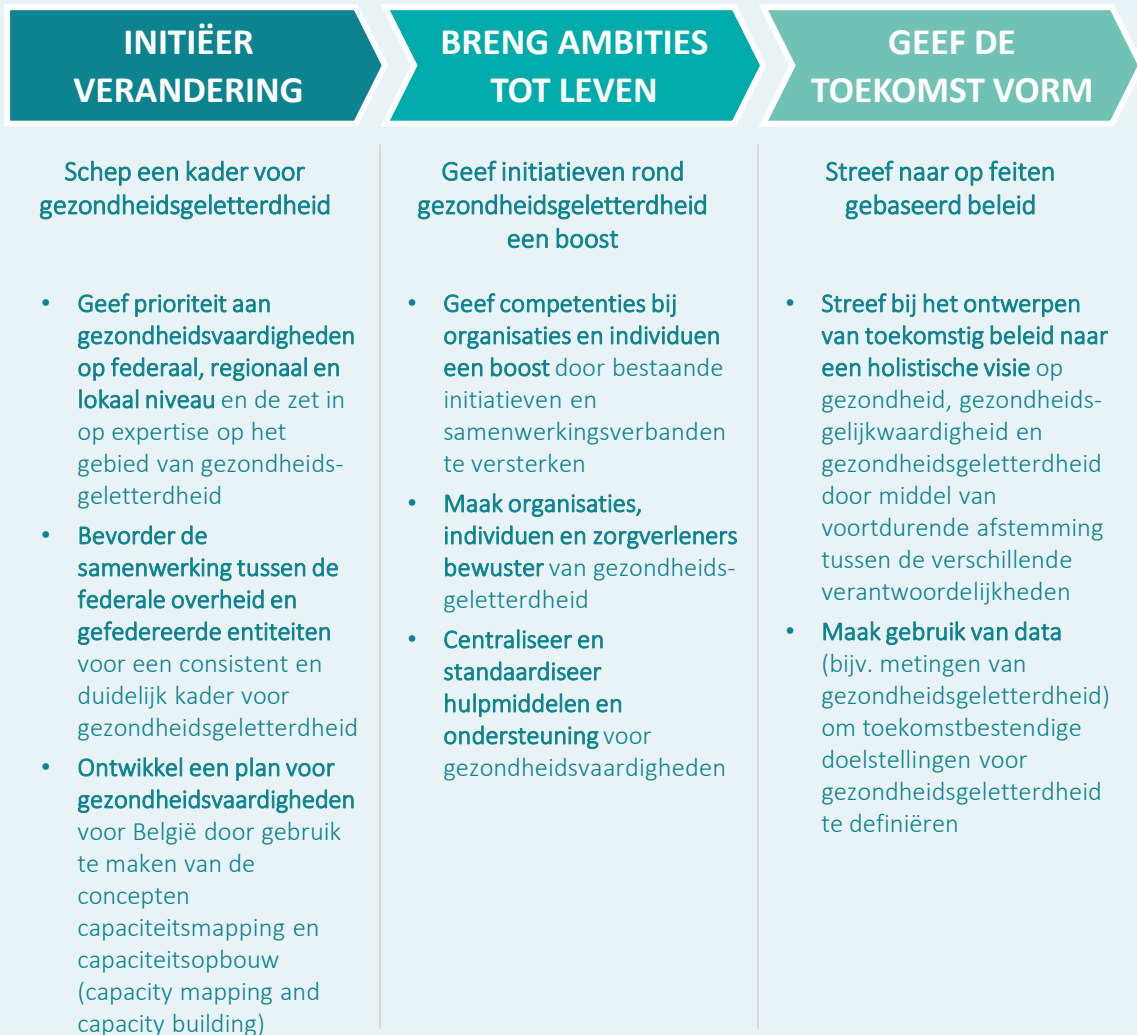 INITIËER
VERANDERING
BRENG AMBITIES
TOT LEVEN
GEEF DE
TOEKOMST VORM
Schep een kader voor
gezondheidsgeletterdheid
• Geef prioriteit aan
gezondheidsvaardigheden
op federaal, regionaal en
lokaal niveau en de zet in
op expertise op het
gebied van gezondheids-
geletterdheid
• Bevorder de
samenwerking tussen de
federale overheid en
gefedereerde entiteiten
voor een consistent en
duidelijk kader voor
gezondheidsgeletterdheid
• Ontwikkel een plan voor
gezondheidsvaardigheden
voor België door gebruik
te maken van de
concepten
capaciteitsmapping en
capaciteitsopbouw
(capacity mapping and
capacity building)
Geef initiatieven rond
gezondheidsgeletterdheid
een boost
• Geef competenties bij
organisaties en individuen
een boost door bestaande
initiatieven en
samenwerkingsverbanden
te versterken
• Maak organisaties,
individuen en zorgverleners
bewuster van gezondheids-
geletterdheid
• Centraliseer en
standaardiseer
hulpmiddelen en
ondersteuning voor
gezondheidsvaardigheden
Streef naar op feiten
gebaseerd beleid
• Streef bij het ontwerpen
van toekomstig beleid naar
een holistische visie op
gezondheid, gezondheids-
gelijkwaardigheid en
gezondheidsgeletterdheid
door middel van
voortdurende afstemming
tussen de verschillende
verantwoordelijkheden
• Maak gebruik van data
(bijv. metingen van
gezondheidsgeletterdheid)
om toekomstbestendige
doelstellingen voor
gezondheidsgeletterdheid
te definiëren